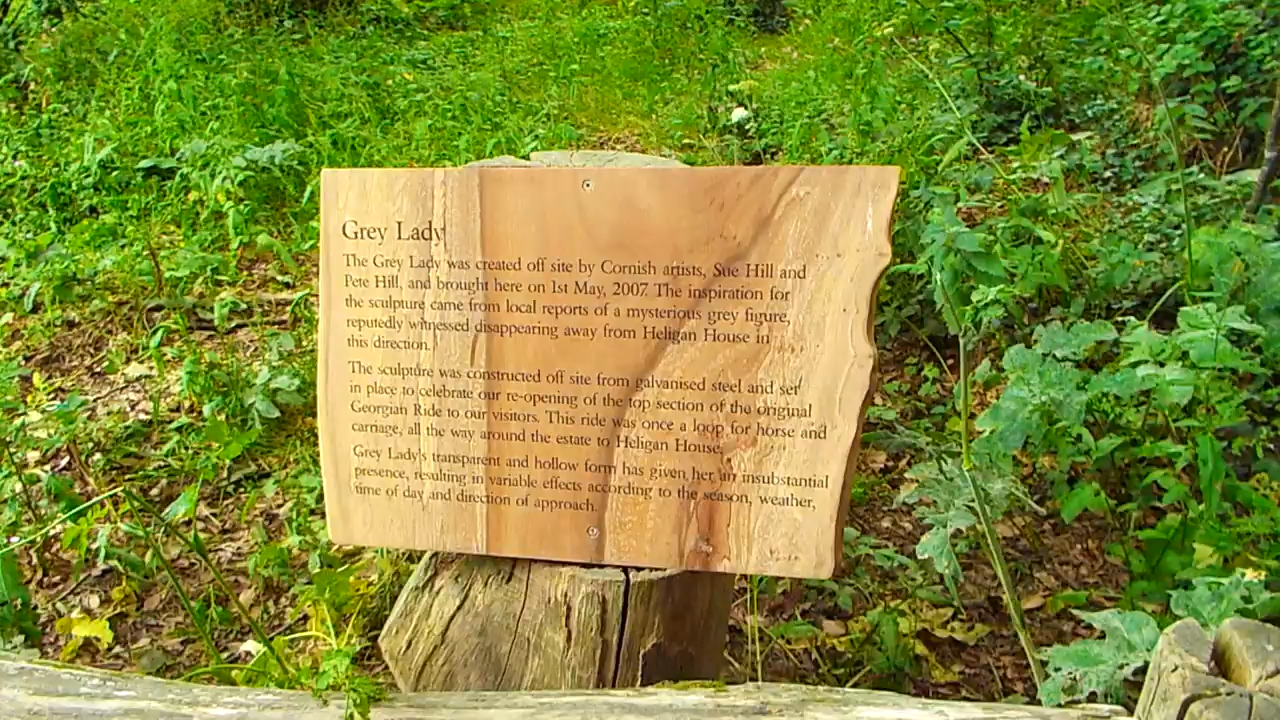 Grey Lady
The Grey Lady was created off site by Cornish artists, Sue Hill and
Pete Hill, and brought here on 1st May, 2007. The inspiration for
the sculpture came from local reports of a mysterious grey figure,
reputedly witnessed disappearing away from Heligan House in
this direction.
The sculpture was constructed off site from galvanised steel and set
in place to celebrate our re-opening of the top section of the original
Georgian Ride to our visitors. This ride was once a loop for horse and
carriage, all the way around the estate to Heligan House.
Grey Lady's transparent and hollow form has given her an insubstantial
presence, resulting in variable effects according to the season, weather,
time of day and direction of approach.